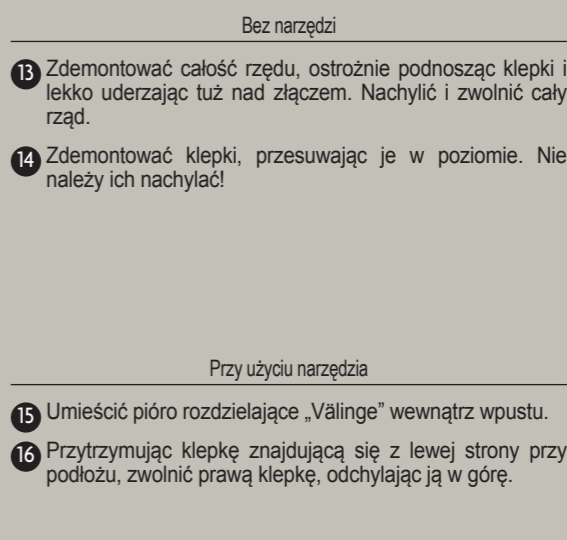 Bez narzędzi
13 Zdemontować całość rzędu, ostrożnie podnosząc klepki i
lekko uderzając tuż nad złączem. Nachylić i zwolnić cały
rząd.
14 Zdemontować klepki, przesuwając je w poziomie. Nie
należy ich nachylać!
Przy użyciu narzędzia
15 Umieścić pióro rozdzielające „Välinge” wewnątrz wpustu.
16 Przytrzymując klepkę znajdującą się z lewej strony przy
podłożu, zwolnić prawą klepkę, odchylając ją w górę.